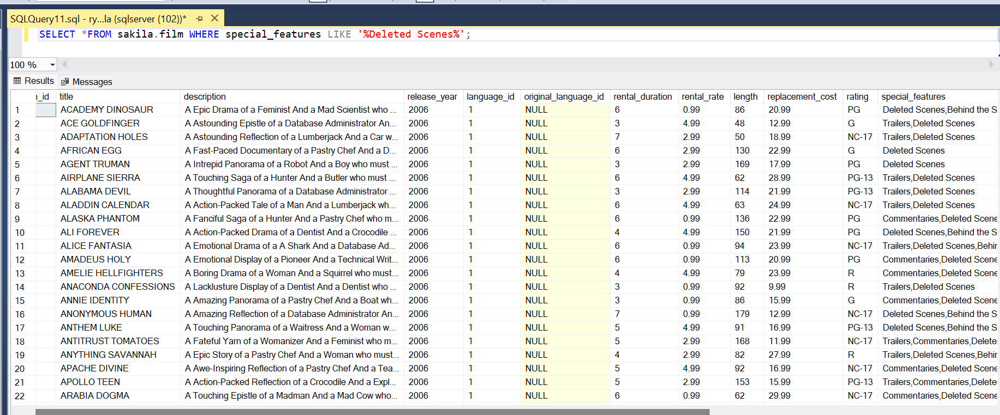 SQLQuery11.sql - ry...la (sqlserver (102))*
SELECT *FROM sakila.film WHERE special_features LIKE '%Deleted Scenes%';
100 %
Results Messages
_id title description release_year language_id original_language_id rental_duration rental_rate length replacement_cost rating special_features
1 ACADEMY DINOSAUR A Epic Drama of a Feminist And a Mad Scientist who ... 2006 1 NULL 6 0.99 86 20.99 PG Deleted Scenes,Behind the S
2 ACE GOLDFINGER A Astounding Epistle of a Database Administrator An... 2006 1 NULL 3 4.99 48 12.99 G Trailers,Deleted Scenes
3 ADAPTATION HOLES A Astounding Reflection of a Lumberjack And a Car w... 2006 1 NULL 7 2.99 50 18.99 NC-17 Trailers,Deleted Scenes
4 AFRICAN EGG A Fast-Paced Documentary of a Pastry Chef And a D... 2006 1 NULL 6 2.99 130 22.99 G Deleted Scenes
5 AGENT TRUMAN A Intrepid Panorama of a Robot And a Boy who must ... 2006 1 NULL 3 2.99 169 17.99 PG Deleted Scenes
6 AIRPLANE SIERRA A Touching Saga of a Hunter And a Butler who must ... 2006 1 NULL 6 4.99 62 28.99 PG-13 Trailers,Deleted Scenes
7 ALABAMA DEVIL A Thoughtful Panorama of a Database Administrator ... 2006 1 NULL 3 2.99 114 21.99 PG-13 Trailers,Deleted Scenes
8 ALADDIN CALENDAR A Action-Packed Tale of a Man And a Lumberjack wh... 2006 1 NULL 6 4.99 63 24.99 NC-17 Trailers,Deleted Scenes
9 ALASKA PHANTOM A Fanciful Saga of a Hunter And a Pastry Chef who m... 2006 1 NULL 6 0.99 136 22.99 PG Commentaries,Deleted Scene
10 ALI FOREVER A Action-Packed Drama of a Dentist And a Crocodile ... 2006 1 NULL 4 4.99 150 21.99 PG Deleted Scenes,Behind the S
11 ALICE FANTASIA A Emotional Drama of a A Shark And a Database Ad... 2006 1 NULL 6 0.99 94 23.99 NC-17 Trailers,Deleted Scenes,Behir
12 AMADEUS HOLY A Emotional Display of a Pioneer And a Technical Writ... 2006 1 NULL 6 0.99 113 20.99 PG Commentaries,Deleted Scene
13 AMELIE HELLFIGHTERS A Boring Drama of a Woman And a Squirrel who must... 2006 1 NULL 4 4.99 79 23.99 R Commentaries,Deleted Scene
14 ANACONDA CONFESSIONS A Lacklusture Display of a Dentist And a Dentist who ... 2006 1 NULL 3 0.99 92 9.99 R Trailers,Deleted Scenes
15 ANNIE IDENTITY A Amazing Panorama of a Pastry Chef And a Boat wh... 2006 1 NULL 3 0.99 86 15.99 G Commentaries,Deleted Scene
16 ANONYMOUS HUMAN A Amazing Reflection of a Database Administrator An... 2006 1 NULL 7 0.99 179 12.99 NC-17 Deleted Scenes,Behind the S
17 ANTHEM LUKE A Touching Panorama of a Waitress And a Woman w... 2006 1 NULL 5 4.99 91 16.99 PG-13 Deleted Scenes,Behind the S
18 ANTITRUST TOMATOES A Fateful Yarn of a Womanizer And a Feminist who m... 2006 1 NULL 5 2.99 168 11.99 NC-17 Trailers,Commentaries,Delete
19 ANYTHING SAVANNAH A Epic Story of a Pastry Chef And a Woman who must... 2006 1 NULL 4 2.99 82 27.99 R Trailers,Deleted Scenes,Behir
20 APACHE DIVINE A Awe-Inspiring Reflection of a Pastry Chef And a Tea... 2006 1 NULL 5 4.99 92 16.99 NC-17 Commentaries,Deleted Scene
21 APOLLO TEEN A Action-Packed Reflection of a Crocodile And a Expl... 2006 1 NULL 5 2.99 153 15.99 PG-13 Trailers,Commentaries,Delete
22 ARABIA DOGMA A Touching Epistle of a Madman And a Mad Cow who... 2006 1 NULL 6 0.99 62 29.99 NC-17 Commentaries,Deleted Scene